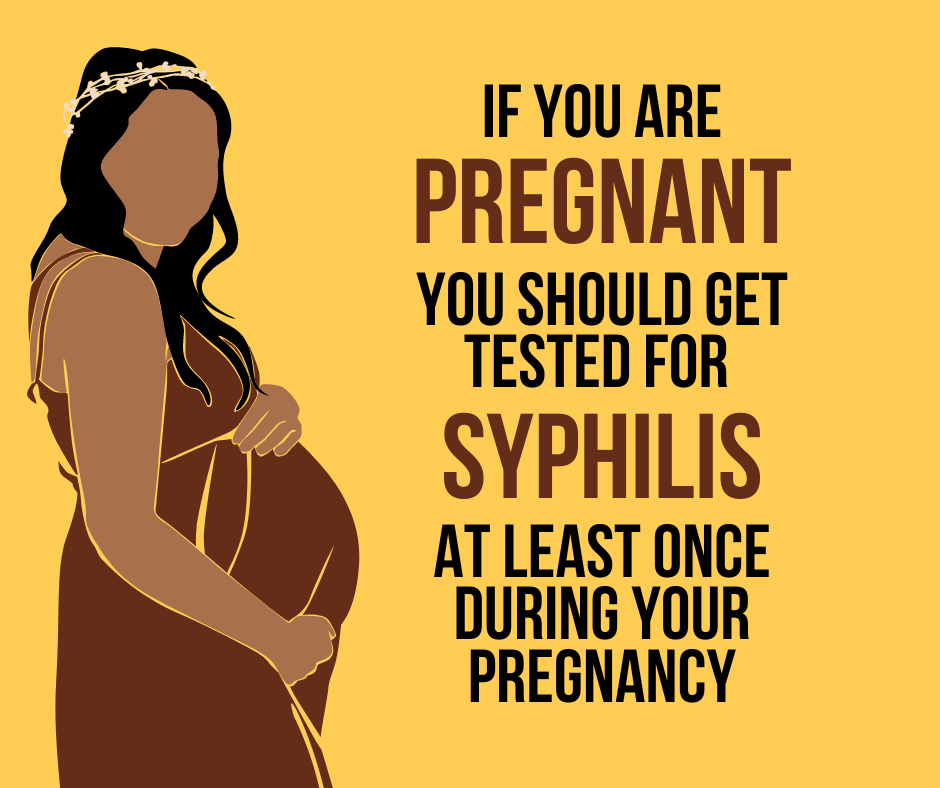 IF YOU ARE
PREGNANT
YOU SHOULD GET
TESTED FOR
SYPHILIS
AT LEAST ONCE
DURING YOUR
PREGNANCY